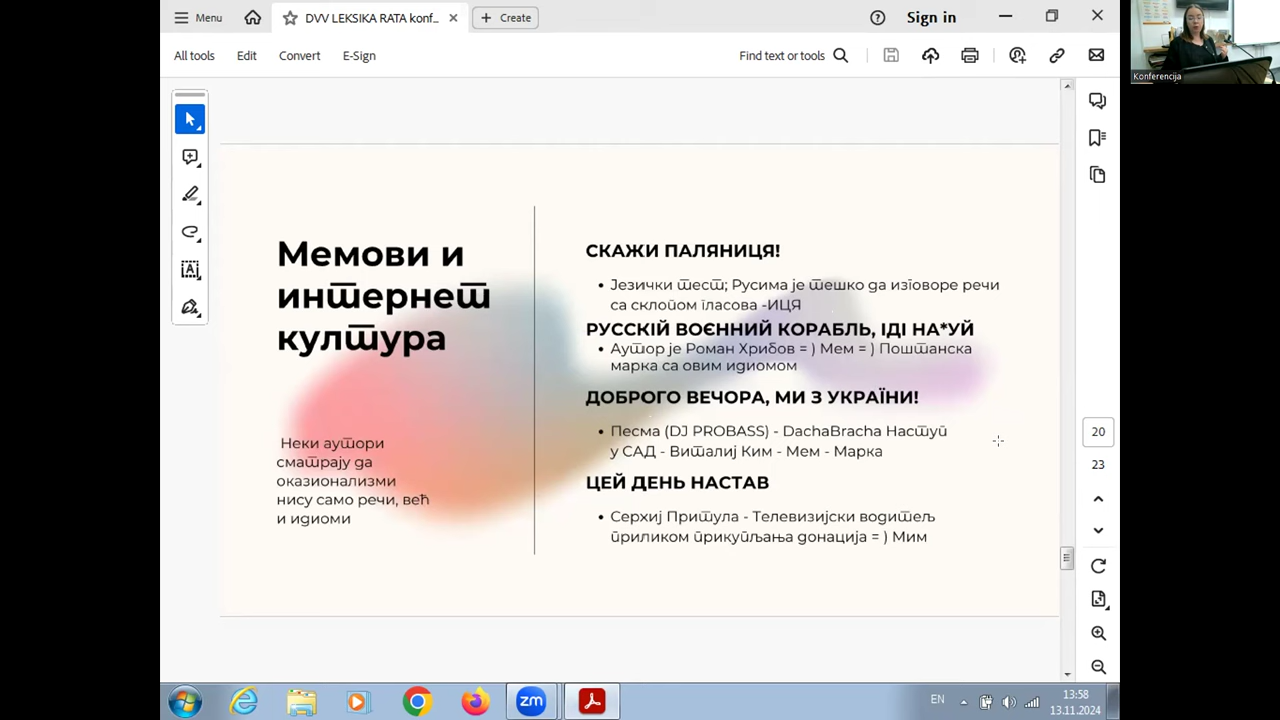 Menu
DVV LEKSIKA RATA konf...
Create
Sign in
All tools
Edit
Convert
E-Sign
Find text or tools
Konferencija
Мемови и
интернет
култура
Неки аутори
сматрају да
оказионализми
нису само речи, већ
и идиоми
СКАЖИ ПАЛЯНИЦЯ!
• Језички тест; Русима је тешко да изговоре речи
са склопом гласова -ИЦЯ
РУССКІЙ ВОЄННИЙ КОРАБЛЬ, ІДІ НА*УЙ
• Аутор је Роман Хрибов = ) Мем = ) Поштанска
марка са овим идиомом
ДОБРОГО ВЕЧОРА, МИ З УКРАЇНИ!
• Песма (DJ PROBASS) - DachaBracha Наступ
у САД - Виталиј Ким - Мем - Марка
ЦЕЙ ДЕНЬ НАСТАВ
• Серхиј Притула - Телевизијски водитељ
приликом прикупљања донација = ) Мим
20
23
EN
13:58
13.11.2024
zm